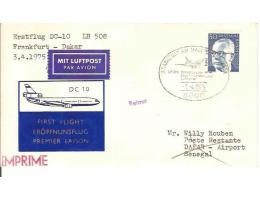 Erstflug DC-10 LH 508
Frankfurt - Dakar
3.4.1975
MIT LUFTPOST
PAR AVION
DC 10
FIRST FLIGHT
ERÖFFNUNGSFLUG
PREMIER LIAISON
IMPRIME
Mr. Willy Houben
Poste Restante
DAKAR - Airport
Senegal